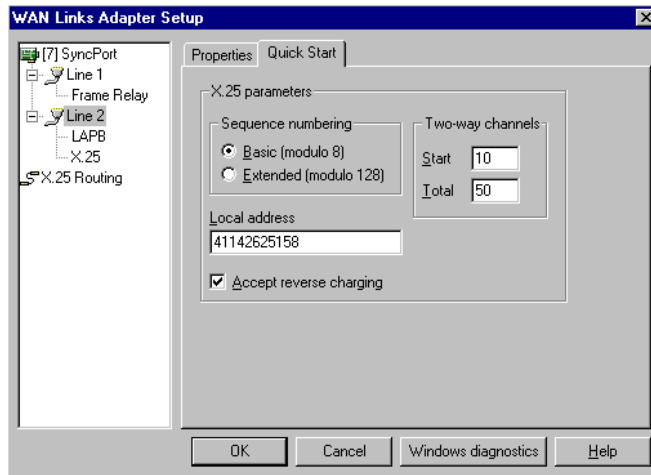 WAN Links Adapter Setup
[7] SyncPort
Line 1
Frame Relay
Line 2
LAPB
X.25
X.25 Routing
Properties
Quick Start
X.25 parameters
Sequence numbering
Basic (modulo 8)
Extended (modulo 128)
Two-way channels
Start 10
Total 50
Local address
41142625158
Accept reverse charging
OK
Cancel
Windows diagnostics
Help